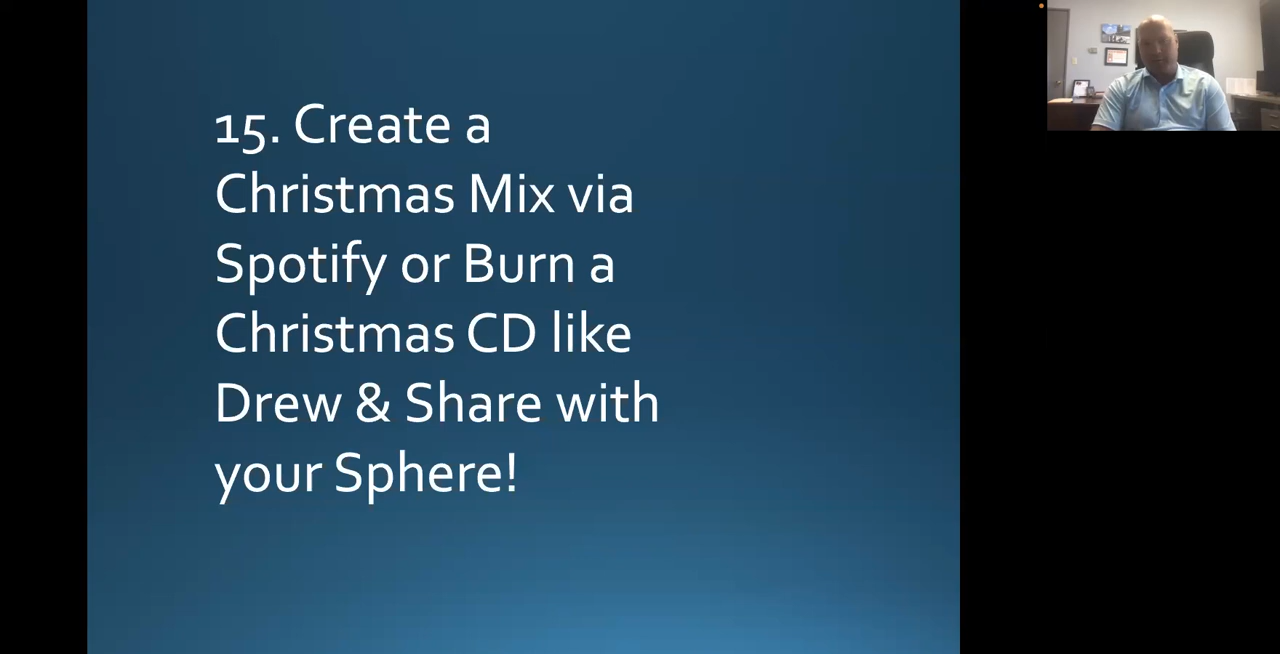 15. Create a
Christmas Mix via
Spotify or Burn a
Christmas CD like
Drew & Share with
your Sphere!